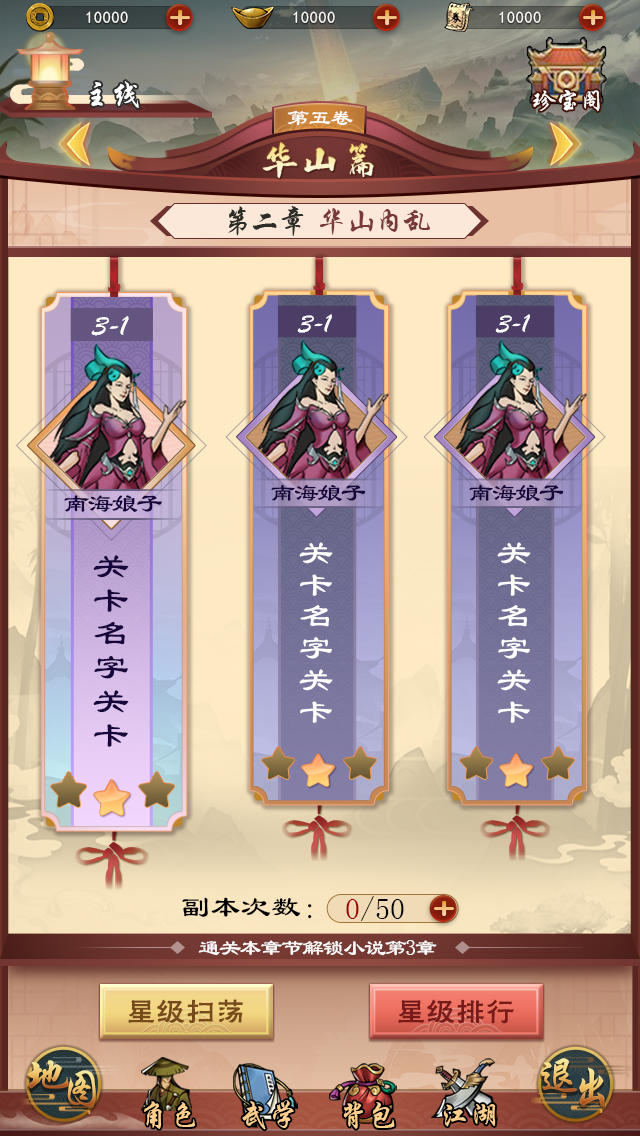 10000
10000
券
10000
主线
珍宝阁
第五卷
华山篇
第二章 华山内乱
3-1
3-1
3-1
南海娘子
南海娘子
南海娘子
关卡名字关卡
关卡名字关卡
关卡名字关卡
副本次数：0/50
通关本章节解锁小说第3章
星级扫荡
星级排行
地图
角色
武学
背包
江湖
退出